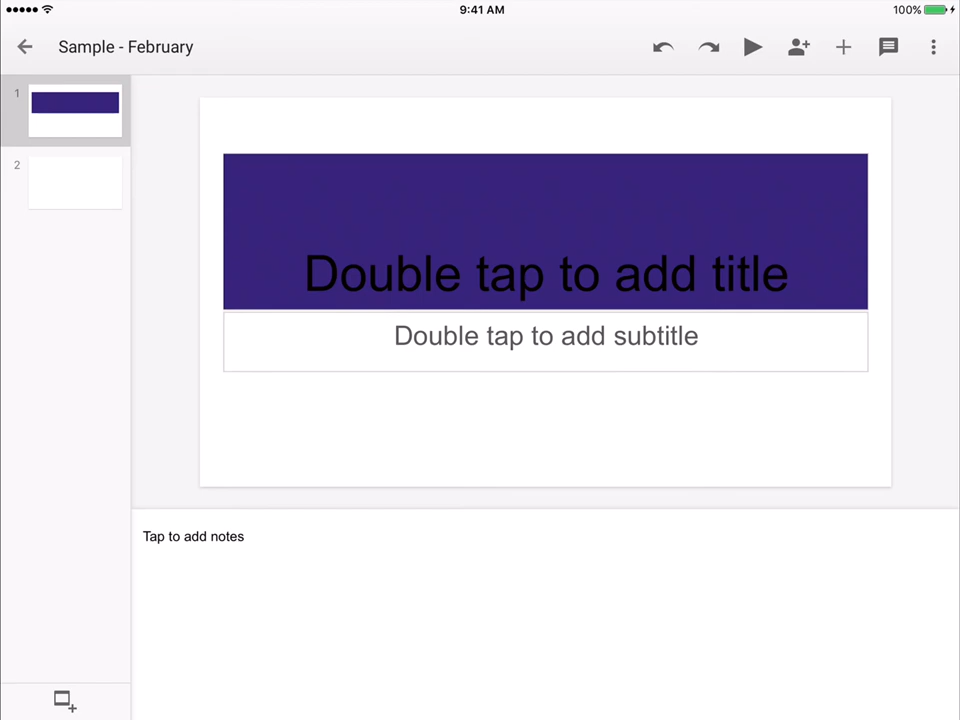 9:41 AM
100%
Sample - February
1
2
Double tap to add title
Double tap to add subtitle
Tap to add notes